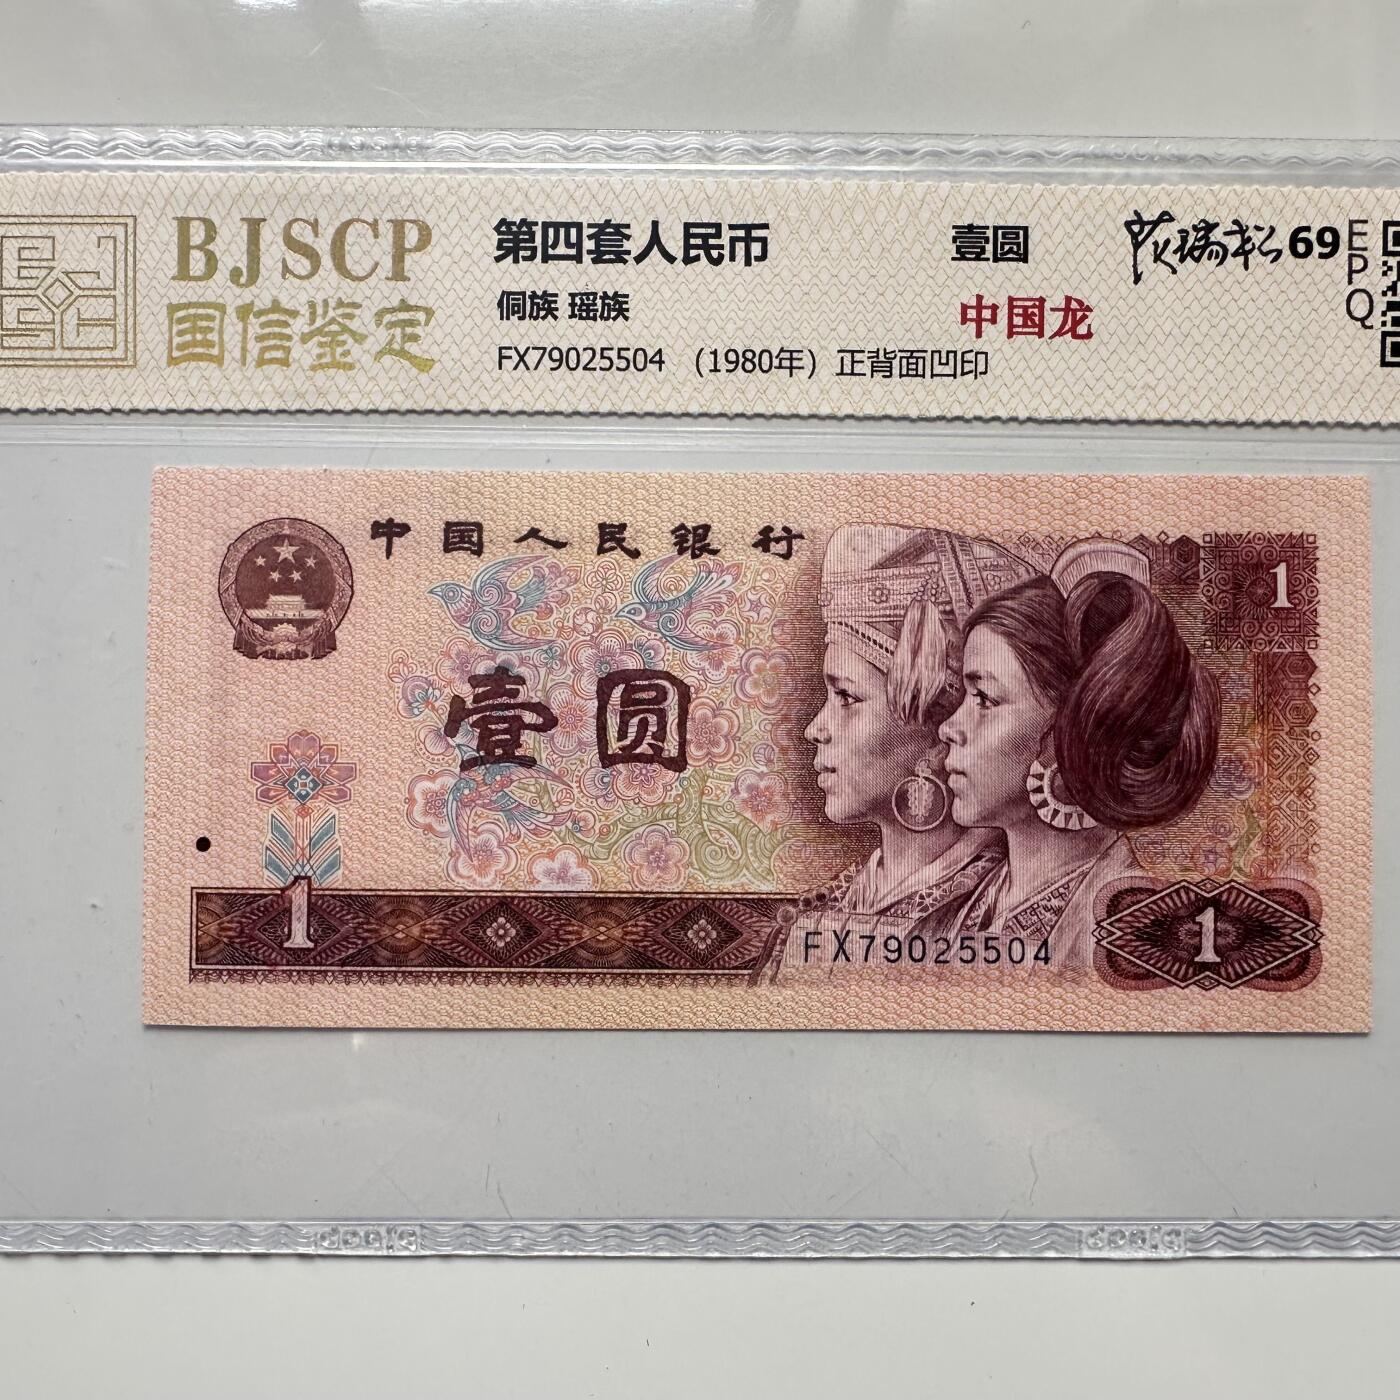 BJSCP
国信鉴定
第四套人民币
侗族 瑶族
FX79025504 （1980年）正背面凹印
壹圆
中国龙
69
EPQ
中国人民银行
1
壹圆
1
FX79025504
1